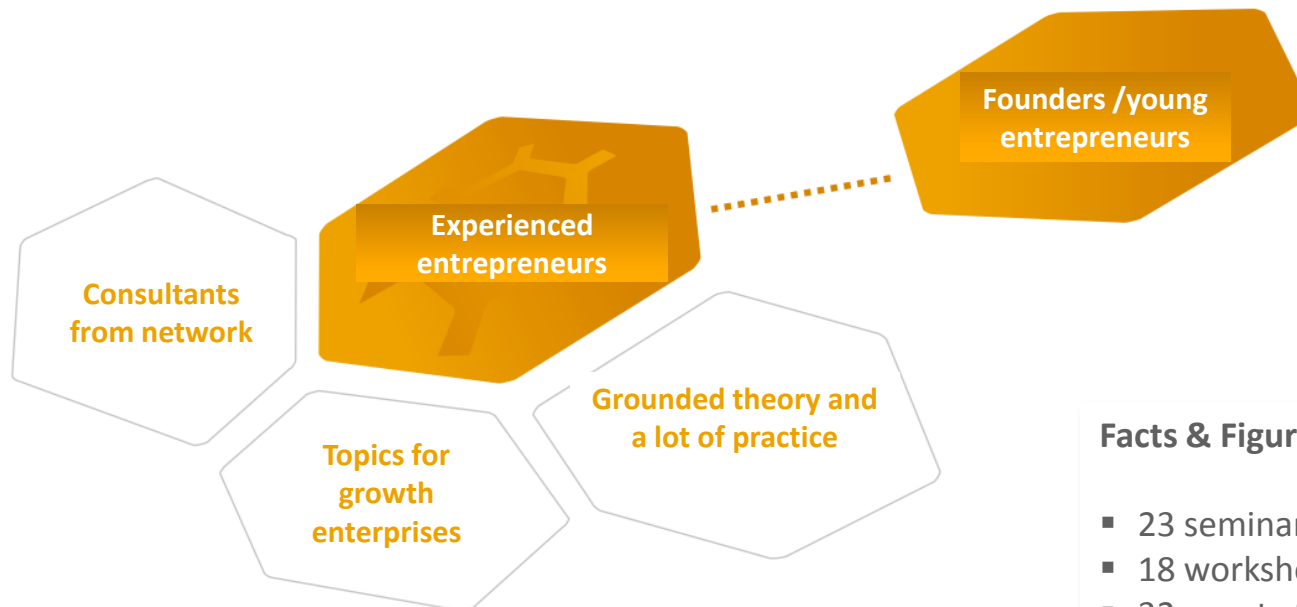 Founders /young
entrepreneurs
Experienced
entrepreneurs
Consultants
from network
Grounded theory and
a lot of practice
Topics for
growth
enterprises
Facts & Figur
▪ 23 seminar
▪ 18 worksh